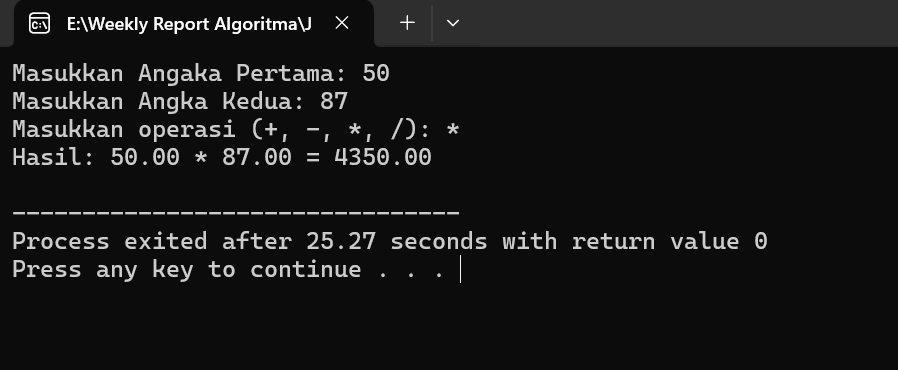 E:\Weekly Report Algoritma\J
Masukkan Angaka Pertama: 50
Masukkan Angka Kedua: 87
Masukkan operasi (+, -, *, /): *
Hasil: 50.00 * 87.00 = 4350.00
--------------------------------
Process exited after 25.27 seconds with return value 0
Press any key to continue . . .